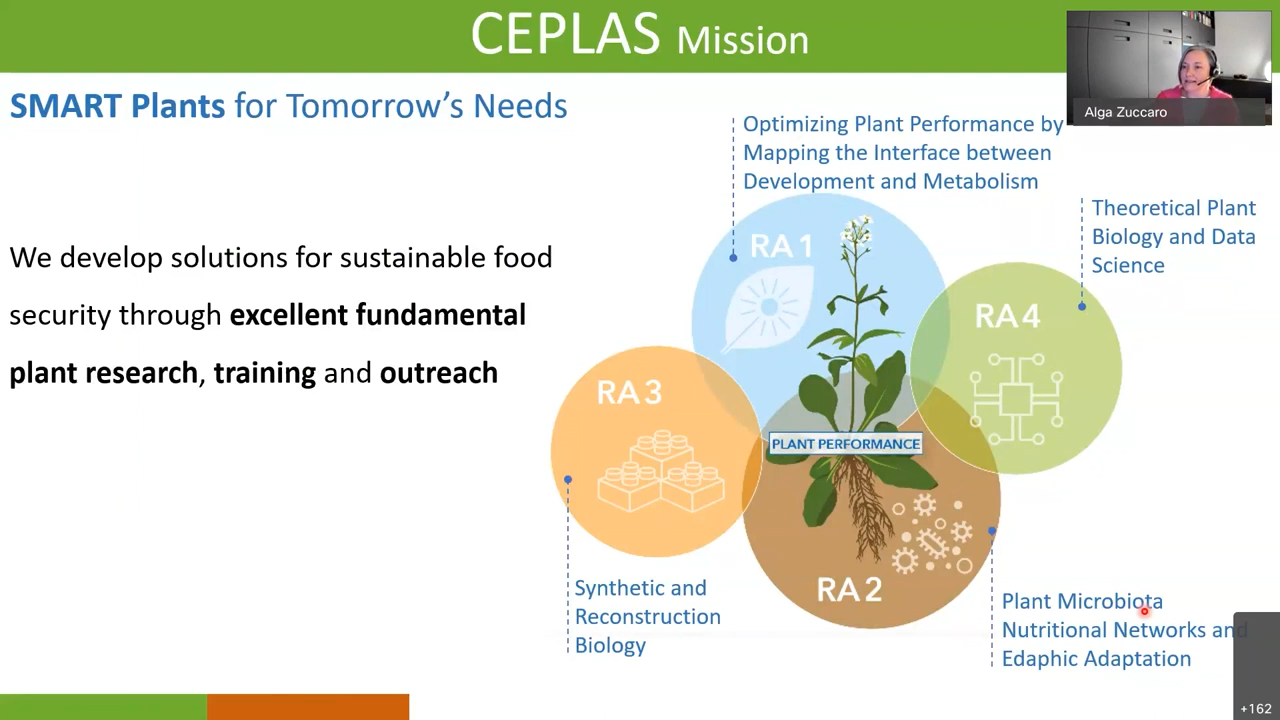 CEPLAS Mission
SMART Plants for Tomorrow's Needs
Alga Zuccaro
Optimizing Plant Performance by
Mapping the Interface between
Development and Metabolism
Theoretical Plant
Biology and Data
Science
We develop solutions for sustainable food
security through excellent fundamental
plant research, training and outreach
RA 1
RA 4
RA 3
PLANT PERFORMANCE
RA 2
Synthetic and
Reconstruction
Biology
Plant Microbiota
Nutritional Networks and
Edaphic Adaptation
+162